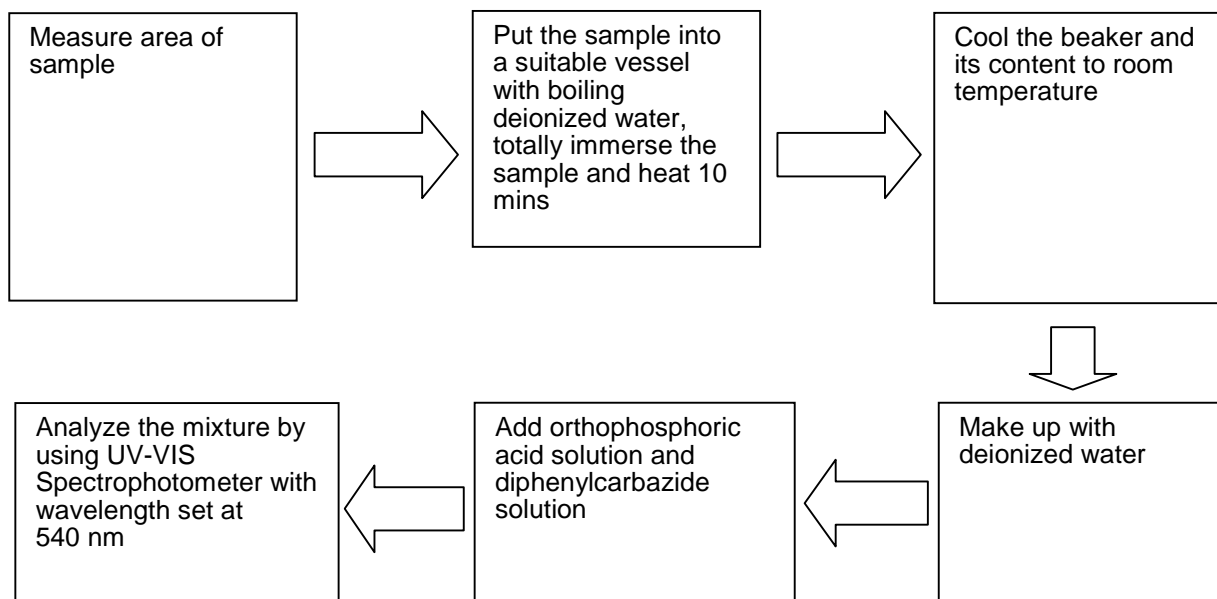 Measure area of
sample
Put the sample into
a suitable vessel
with boiling
deionized water,
totally immerse the
sample and heat 10
mins
Cool the beaker and
its content to room
temperature
Make up with
deionized water
Add orthophosphoric
acid solution and
diphenylcarbazide
solution
Analyze the mixture by
using UV-VIS
Spectrophotometer with
wavelength set at
540 nm